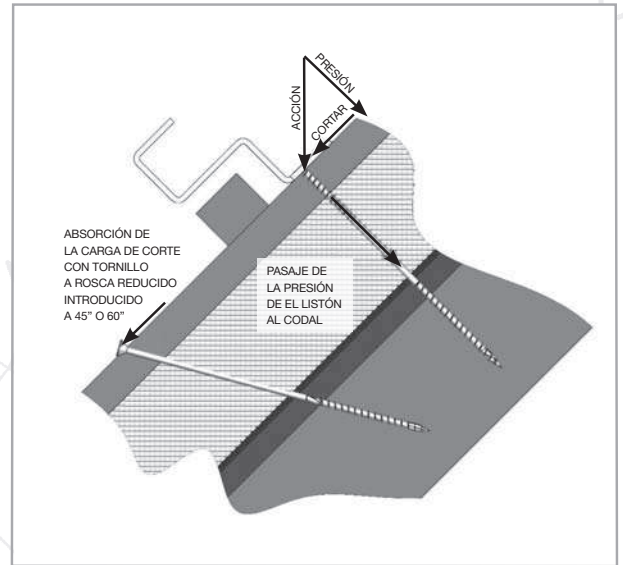 PRESIÓN
ACCIÓN
CORTAR
ABSORCIÓN DE
LA CARGA DE CORTE
CON TORNILLO
A ROSCA REDUCIDO
INTRODUCIDO
A 45" O 60"
PASAJE DE
LA PRESIÓN
DE EL LISTÓN
AL CODAL